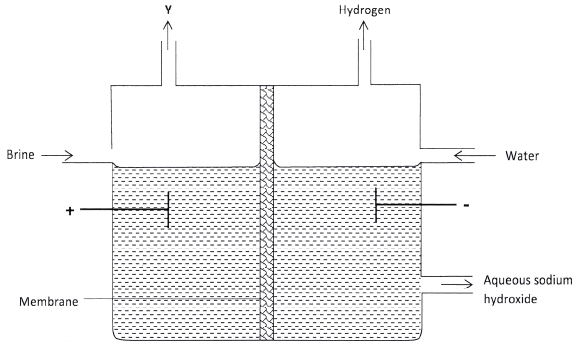 Y
Hydrogen
Brine
Water
+
-
Aqueous sodium
hydroxide
Membrane